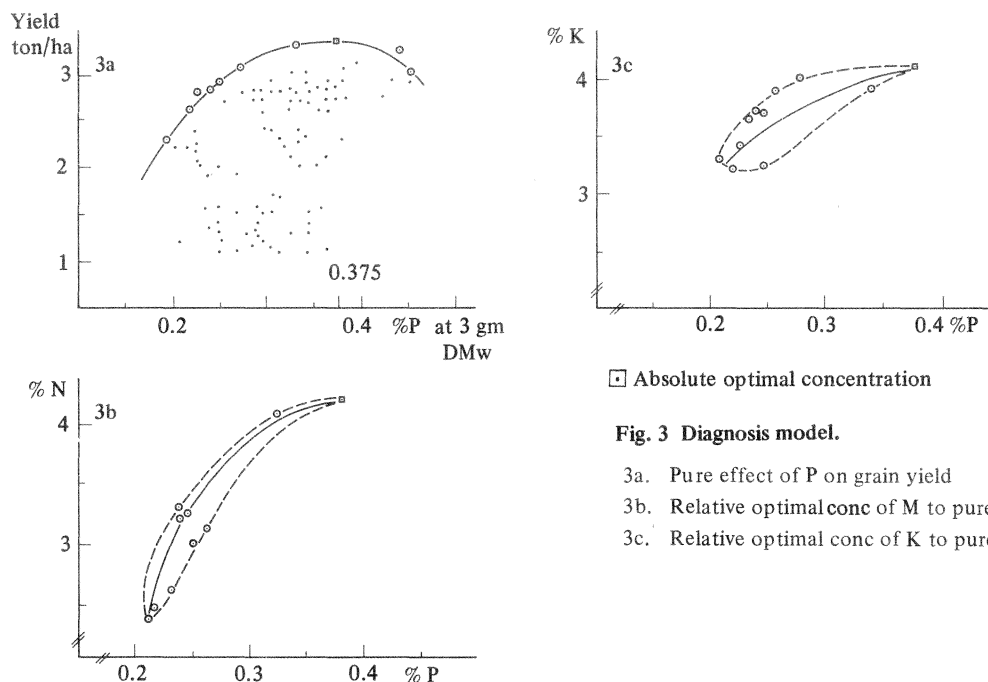 Yield
ton/ha
3a
3
2
1
0.375
0.2
0.4
%P at 3 gm
DMw
% K
3c
4
3
0.2
0.3
0.4 %P
% N
3b
4
3
0.2
0.3
0.4
% P
Absolute optimal concentration
Fig. 3 Diagnosis model.
3a. Pure effect of P on grain yield
3b. Relative optimal conc of M to pure
3c. Relative optimal conc of K to pure